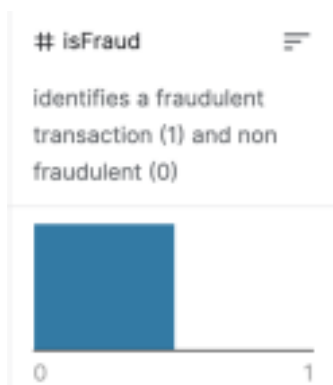 # isFraud
identifies a fraudulent
transaction (1) and non
fraudulent (0)
0 1